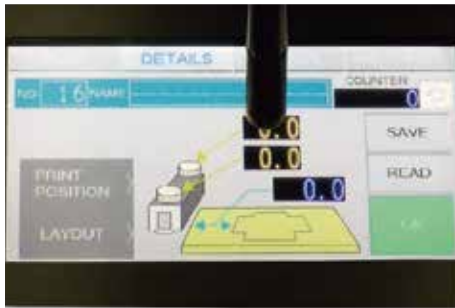 DETAILS
NO 16 NAME
COUNTER
0
0.0
0.0
0.0
SAVE
READ
PRINT
POSITION
LAYOUT